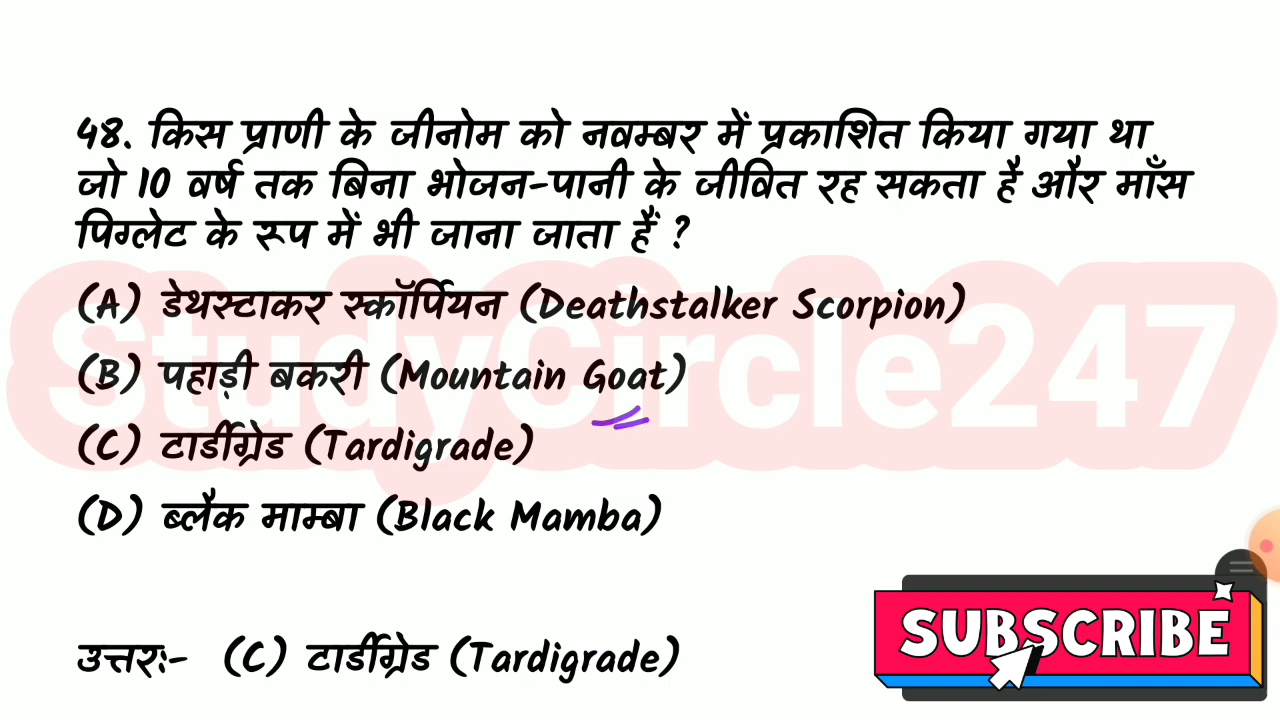 48. किस प्राणी के जीनोम को नवम्बर में प्रकाशित किया गया था
जो 10 वर्ष तक बिना भोजन-पानी के जीवित रह सकता है और माँस
पिग्लेट के रूप में भी जाना जाता हैं ?
(A) डेथस्टाकर स्कॉर्पियन (Deathstalker Scorpion)
(B) पहाड़ी बकरी (Mountain Goat)
(C) टार्डीग्रेड (Tardigrade)
(D) ब्लैक माम्बा (Black Mamba)
StudyCircle247
उत्तरः- (C) टार्डीग्रेड (Tardigrade)
SUBSCRIBE